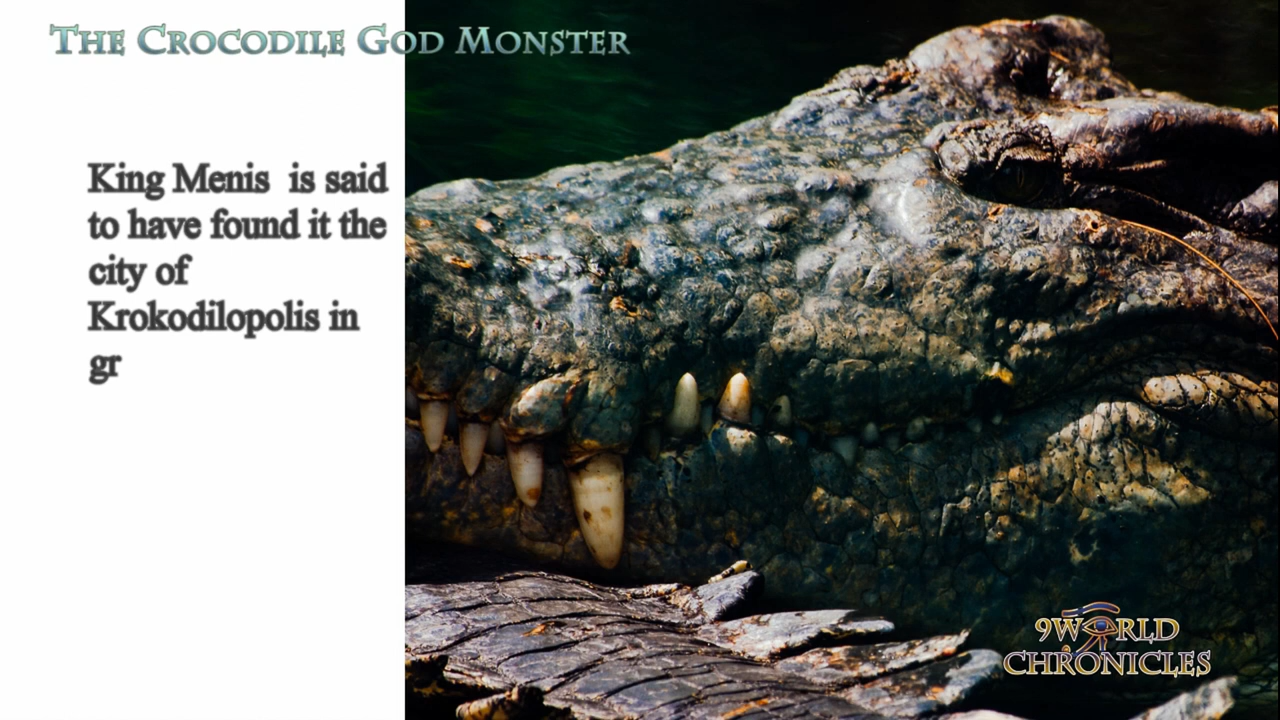 The Crocodile God Monster
King Menis is said
to have found it the
city of
Krokodilopolis in
gr
9WORLD
CHRONICLES